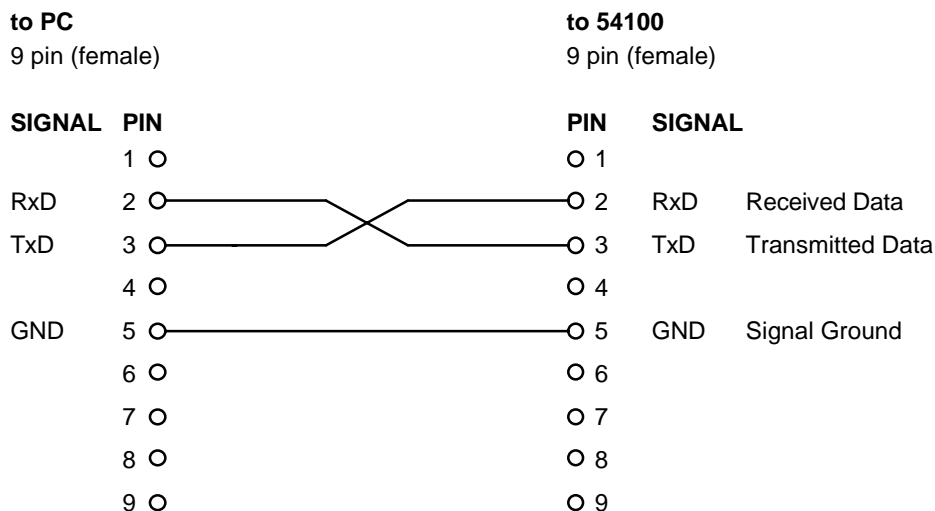 to PC to 54100
9 pin (female) 9 pin (female)
SIGNAL PIN PIN SIGNAL
1 1
RxD 2 2 RxD Received Data
TxD 3 3 TxD Transmitted Data
4 4
GND 5 5 GND Signal Ground
6 6
7 7
8 8
9 9